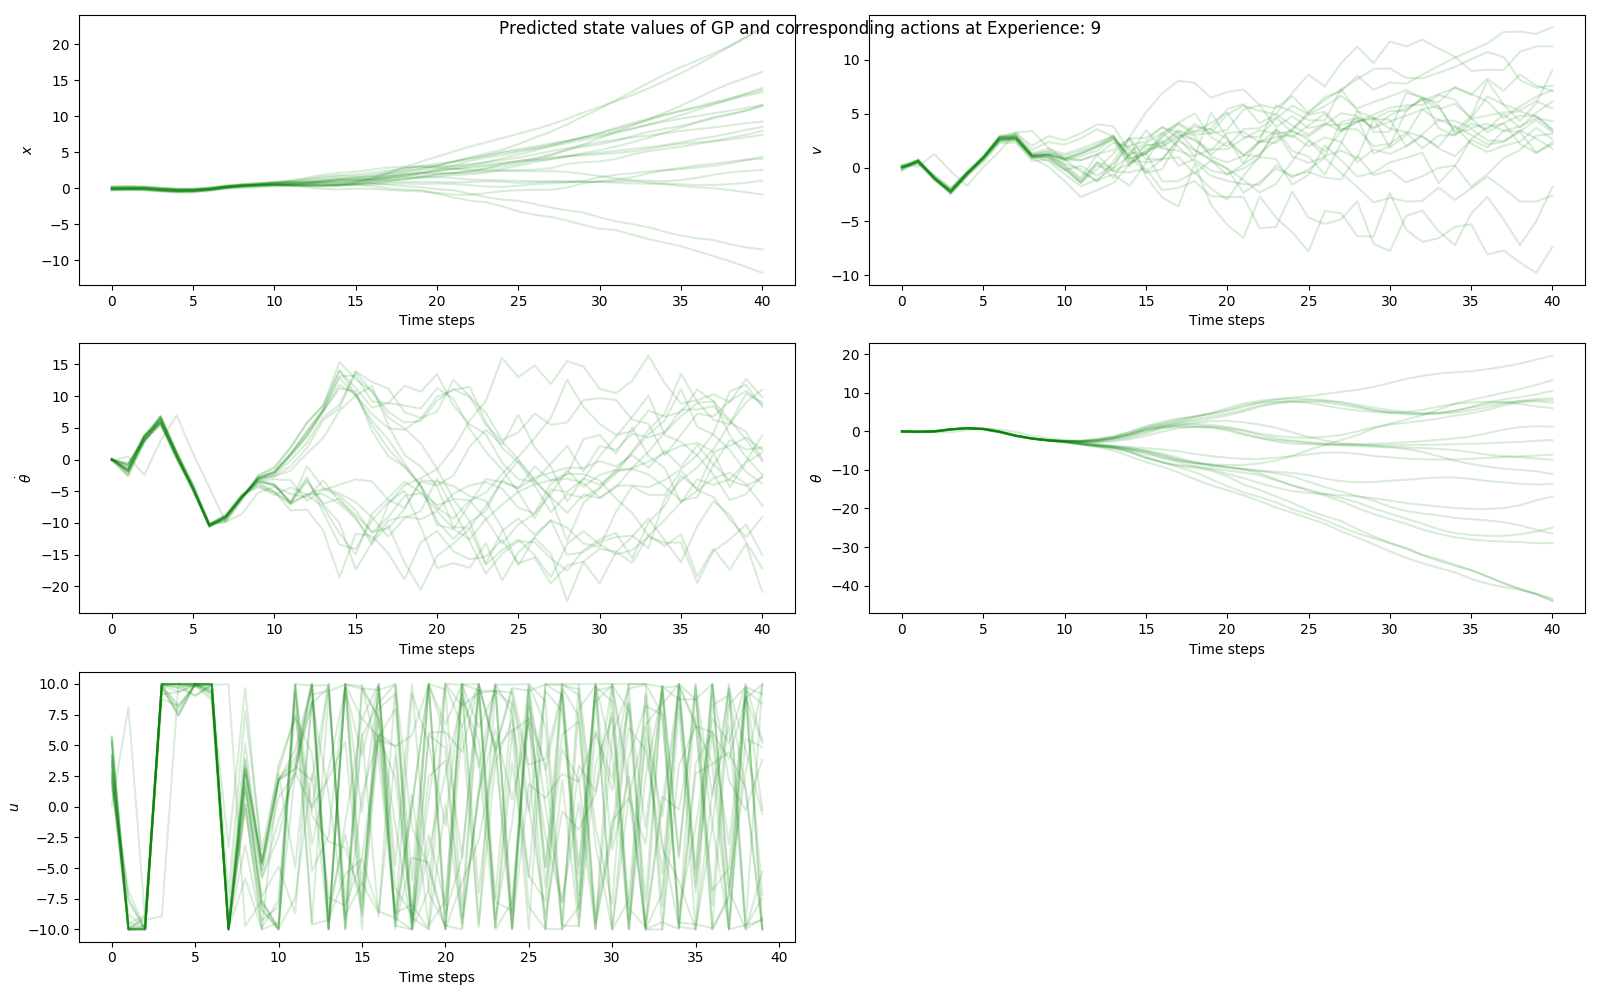 Predicted state values of GP and corresponding actions at Experience: 9
20
15
10
5
0
−5
−10
x
0 5 10 15 20 25 30 35 40
Time steps
10
5
0
−5
−10
v
0 5 10 15 20 25 30 35 40
Time steps
15
10
5
0
−5
−10
−15
−20
θ̇
0 5 10 15 20 25 30 35 40
Time steps
20
10
0
−10
−20
−30
−40
θ
0 5 10 15 20 25 30 35 40
Time steps
10.0
7.5
5.0
2.5
0.0
−2.5
−5.0
−7.5
−10.0
u
0 5 10 15 20 25 30 35 40
Time steps